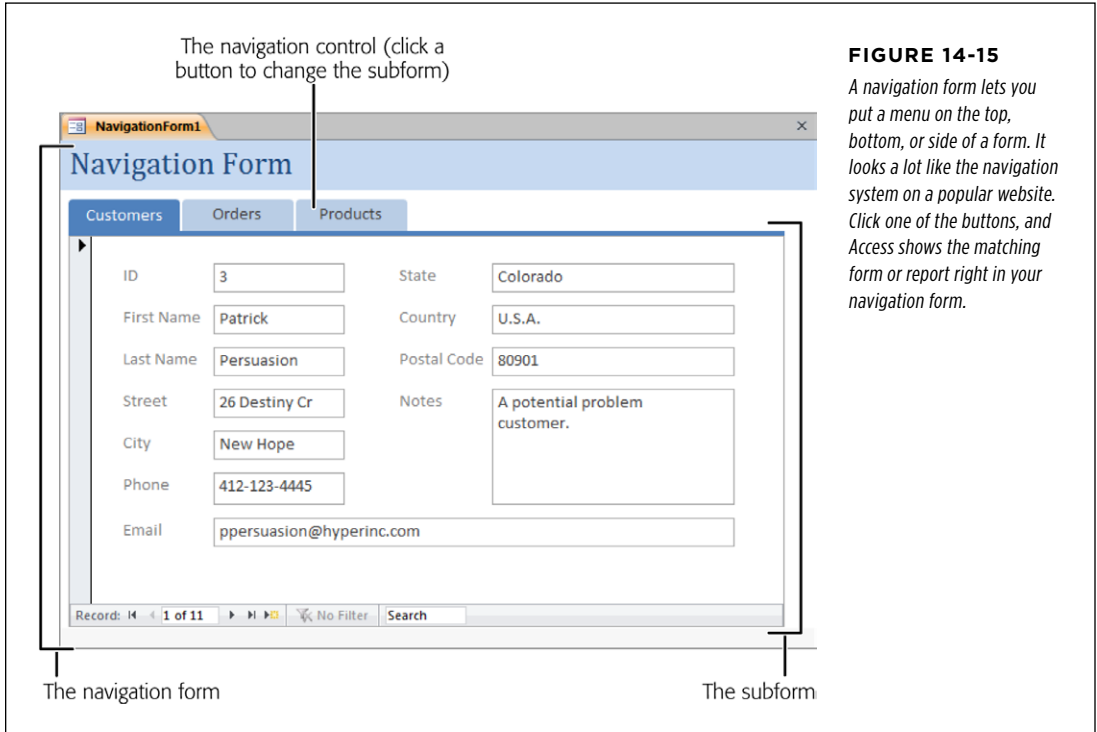 The navigation control (click a
button to change the subform)
NavigationForm1
Navigation Form
Customers Orders Products
ID 3 State Colorado
First Name Patrick Country U.S.A.
Last Name Persuasion Postal Code 80901
Street 26 Destiny Cr Notes A potential problem
customer.
City New Hope
Phone 412-123-4445
Email ppersuasion@hyperinc.com
Record: 1 of 11 No Filter Search
The navigation form The subform
FIGURE 14-15
A navigation form lets you
put a menu on the top,
bottom, or side of a form. It
looks a lot like the navigation
system on a popular website.
Click one of the buttons, and
Access shows the matching
form or report right in your
navigation form.